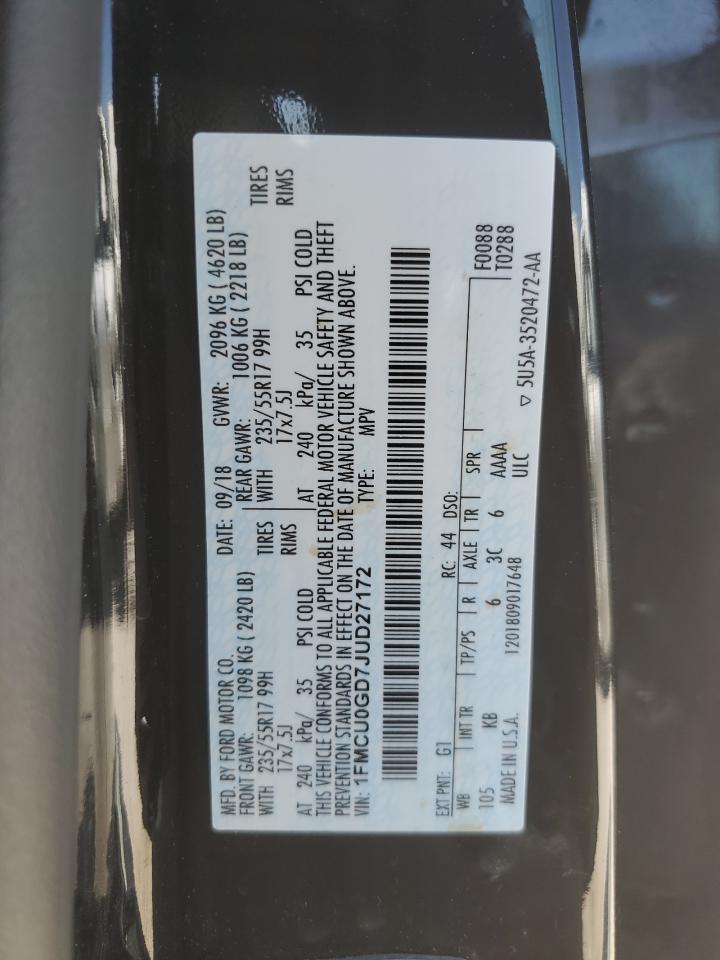 MFD. BY FORD MOTOR CO. DATE: 09/18 GVWR: 2096 KG ( 4620 LB)
FRONT GAWR: 1098 KG ( 2420 LB) REAR GAWR: 1006 KG ( 2218 LB)
WITH 235/55R17 99H TIRES WITH 235/55R17 99H TIRES
17x7.5J RIMS 17x7.5J RIMS
AT 240 kPa/ 35 PSI COLD AT 240 kPa/ 35 PSI COLD
THIS VEHICLE CONFORMS TO ALL APPLICABLE FEDERAL MOTOR VEHICLE SAFETY AND THEFT
PREVENTION STANDARDS IN EFFECT ON THE DATE OF MANUFACTURE SHOWN ABOVE.
VIN: 1FMCU0GD7JUD27172 TYPE: MPV
EXT PNT: G1 RC: 44 DSO:
WB INT TR TP/PS R AXLE TR SPR F0088
105 KB 6 3C 6 AAAA T0288
MADE IN U.S.A. 1201809017648 ULC
▽ 5U5A-3520472-AA